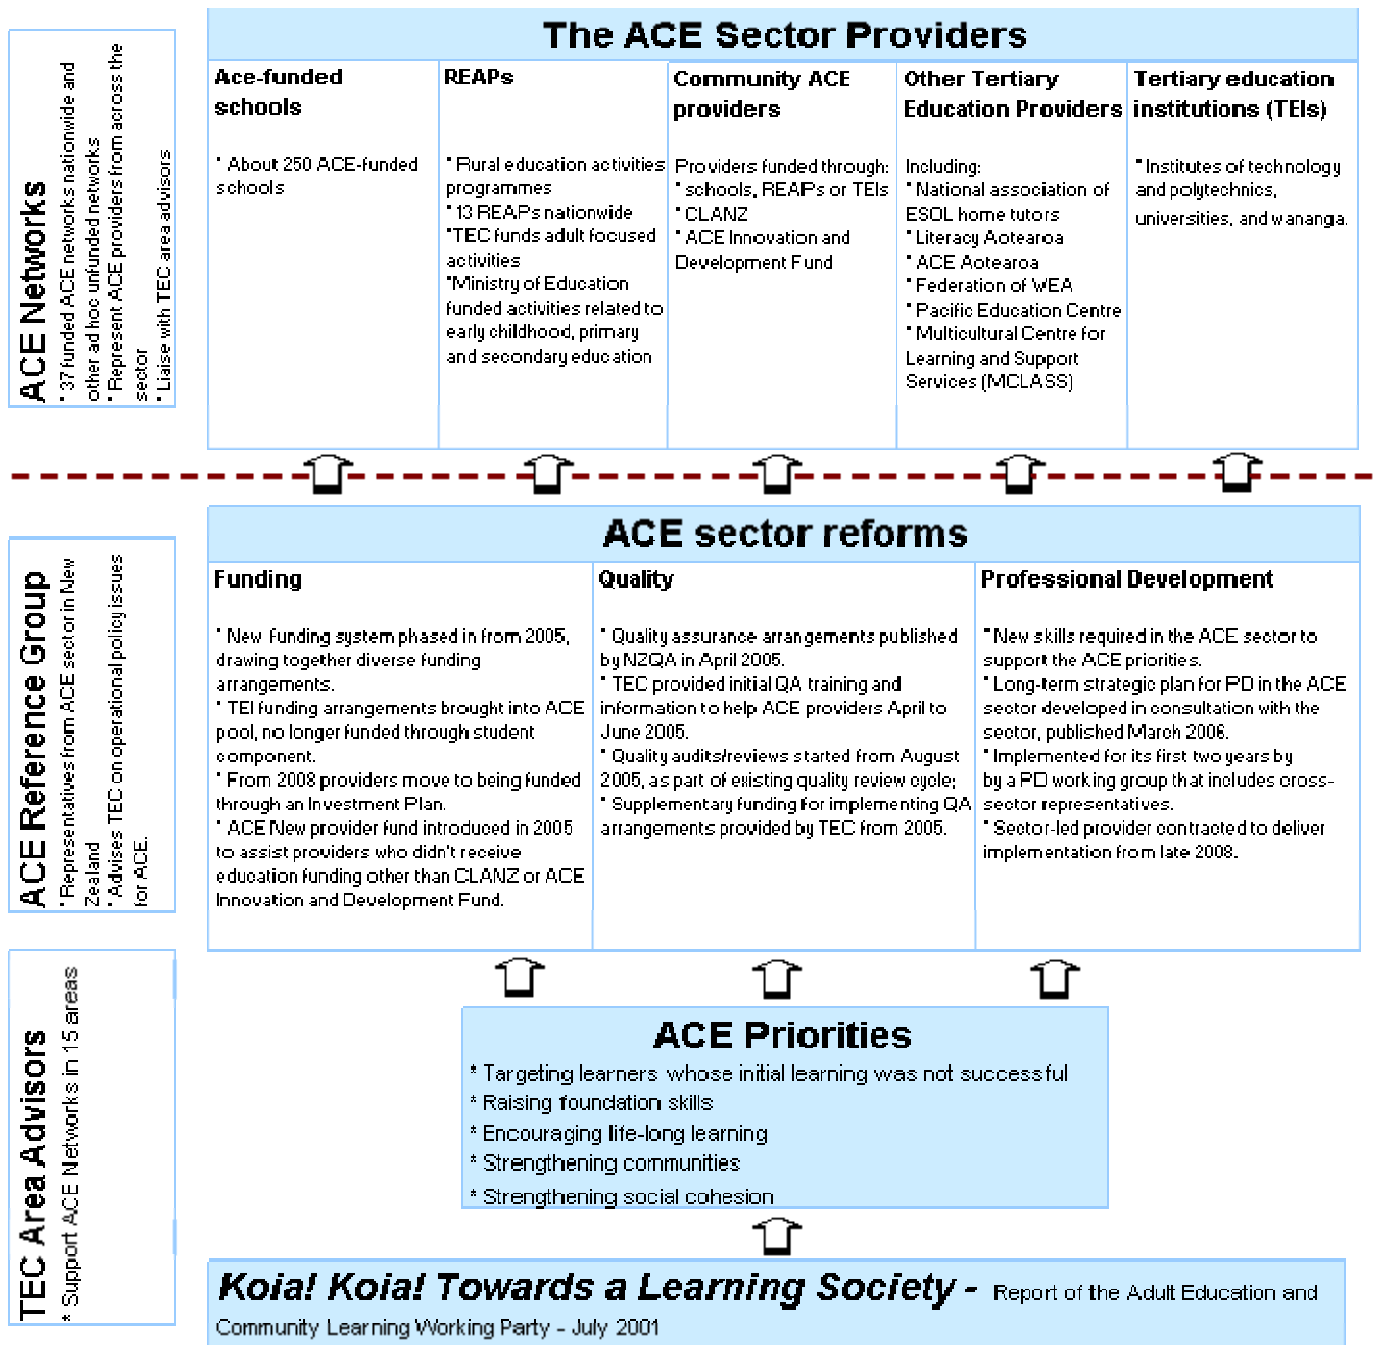 The ACE Sector Providers
Ace-funded
schools
* About 250 ACE-funded
schools
REAPs
* Rural education activities
programmes
* 13 REAPs nationwide
*TEC funds adult focused
activities
*Ministry of Education
funded activities related to
early childhood, primary
and secondary education
Community ACE
providers
Providers funded through:
* schools, REAPs or TEIs
* CLANZ
* ACE Innovation and
Development Fund
Other Tertiary
Education Providers
Including:
* National association of
ESOL home tutors
* Literacy Aotearoa
* ACE Aotearoa
* Federation of WEA
* Pacific Education Centre
* Multicultural Centre for
Learning and Support
Services (MCLASS)
Tertiary education
institutions (TEIs)
* Institutes of technology
and polytechnics,
universities, and wananga.
ACE Networks
* 37 funded ACE networks nationwide and
other ad hoc unfunded networks
* Represent ACE providers from across the
sector
* Liaise with TEC area advisors
ACE sector reforms
Funding
* New funding system phased in from 2005,
drawing together diverse funding
arrangements.
* TEI funding arrangements brought into ACE
pool, no longer funded through student
component.
* From 2008 providers move to being funded
through an Investment Plan.
* ACE New provider fund introduced in 2005
to assist providers who didn't receive
education funding other than CLANZ or ACE
Innovation and Development Fund.
Quality
* Quality assurance arrangements published
by NZQA in April 2005.
* TEC provided initial QA training and
information to help ACE providers April to
June 2005.
* Quality audits/reviews started from August
2005, as part of existing quality review cycle;
* Supplementary funding for implementing QA
arrangements provided by TEC from 2005.
Professional Development
*New skills required in the ACE sector to
support the ACE priorities.
*Long-term strategic plan for PD in the ACE
sector developed in consultation with the
sector, published March 2006.
*Implemented for its first two years by
by a PD working group that includes cross-
sector representatives.
*Sector-led provider contracted to deliver
implementation from late 2008.
ACE Reference Group
*Representatives from ACE sector in New
Zealand
*Advises TEC on operational policy issues
for ACE.
ACE Priorities
* Targeting learners whose initial learning was not successful
* Raising foundation skills
* Encouraging life-long learning
* Strengthening communities
* Strengthening social cohesion
TEC Area Advisors
* Support ACE Networks in 15 areas
Koia! Koia! Towards a Learning Society - Report of the Adult Education and
Community Learning Working Party - July 2001